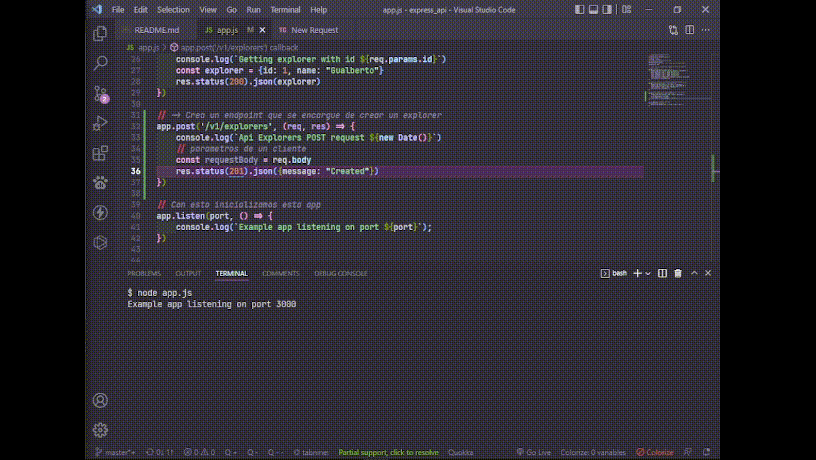 File Edit Selection View Go Run Terminal Help app.js - express_api - Visual Studio Code
README.md JS app.js M TC New Request
JS app.js > app.post('/v1/explorers') callback
26 console.log(`Getting explorer with id ${req.params.id}`)
27 const explorer = {id: 1, name: "Gualberto"}
28 res.status(200).json(explorer)
29 })
30
31 // -> Crea un endpoint que se encargue de crear un explorer
32 app.post('/v1/explorers', (req, res) => {
33 console.log(`Api Explorers POST request ${new Date()}`)
34 // parametros de un cliente
35 const requestBody = req.body
36 res.status(201).json({message: "Created"})
37 })
38
39 // Con esto inicializamos esta app
40 app.listen(port, () => {
41 console.log(`Example app listening on port ${port}`);
42 })
43
44
PROBLEMS OUTPUT TERMINAL COMMENTS DEBUG CONSOLE bash
$ node app.js
Example app listening on port 3000
master*+ 0↓ 1↑ 0 0 tabnine Partial support, click to resolve Quokka Go Live Colorize: 0 variables Colorize